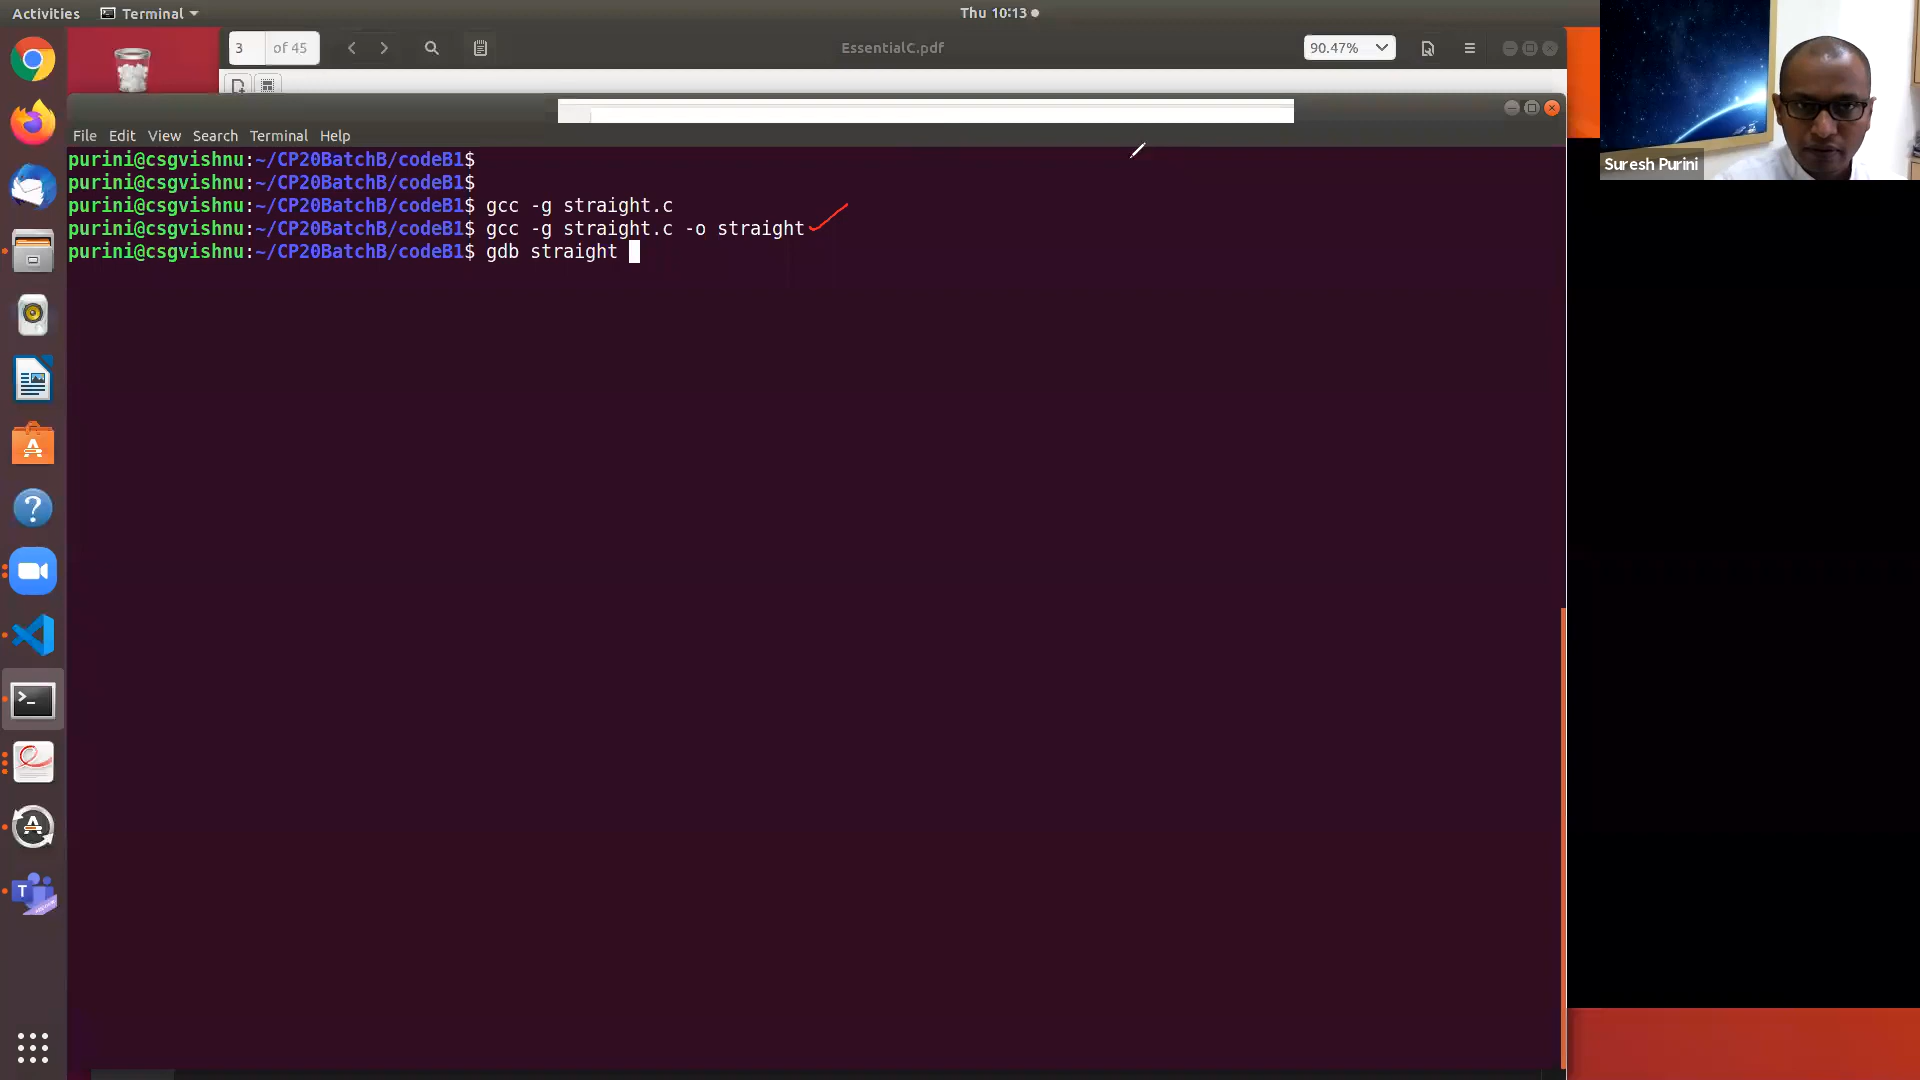 Activities Terminal Thu 10:13
3 of 45 EssentialC.pdf 90.47%
File Edit View Search Terminal Help
purini@csgvishnu:~/CP20BatchB/codeB1$
purini@csgvishnu:~/CP20BatchB/codeB1$
purini@csgvishnu:~/CP20BatchB/codeB1$ gcc -g straight.c
purini@csgvishnu:~/CP20BatchB/codeB1$ gcc -g straight.c -o straight
purini@csgvishnu:~/CP20BatchB/codeB1$ gdb straight
Suresh Purini